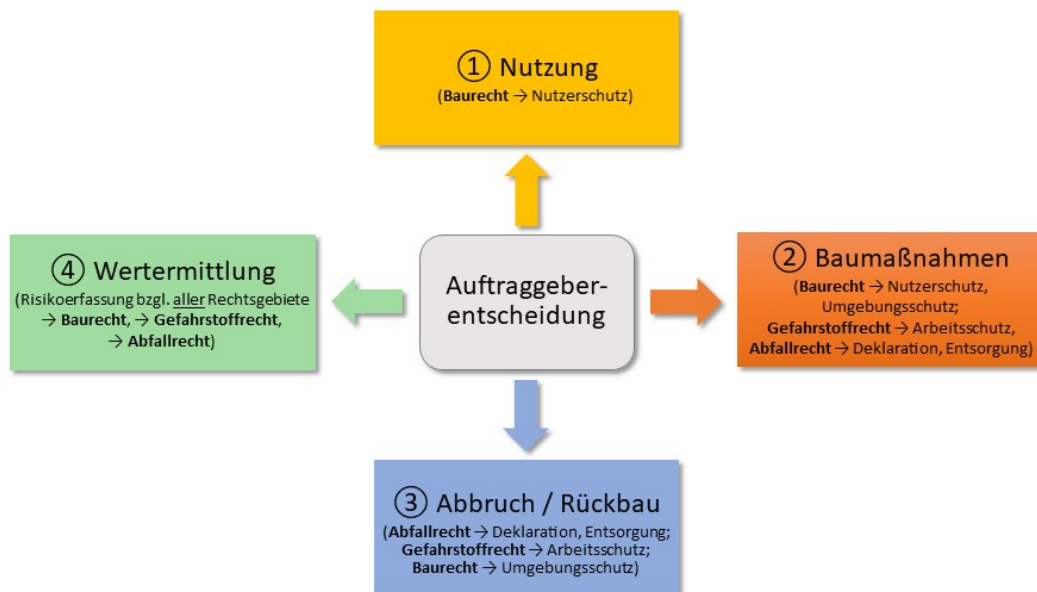 ① Nutzung
(Baurecht → Nutzerschutz)
④ Wertermittlung
(Risikoerfassung bzgl. aller Rechtsgebiete
→ Baurecht, → Gefahrstoffrecht,
→ Abfallrecht)
Auftraggeber-
entscheidung
② Baumaßnahmen
(Baurecht → Nutzerschutz,
Umgebungsschutz;
Gefahrstoffrecht → Arbeitsschutz,
Abfallrecht → Deklaration, Entsorgung)
③ Abbruch / Rückbau
(Abfallrecht → Deklaration, Entsorgung;
Gefahrstoffrecht → Arbeitsschutz;
Baurecht → Umgebungsschutz)